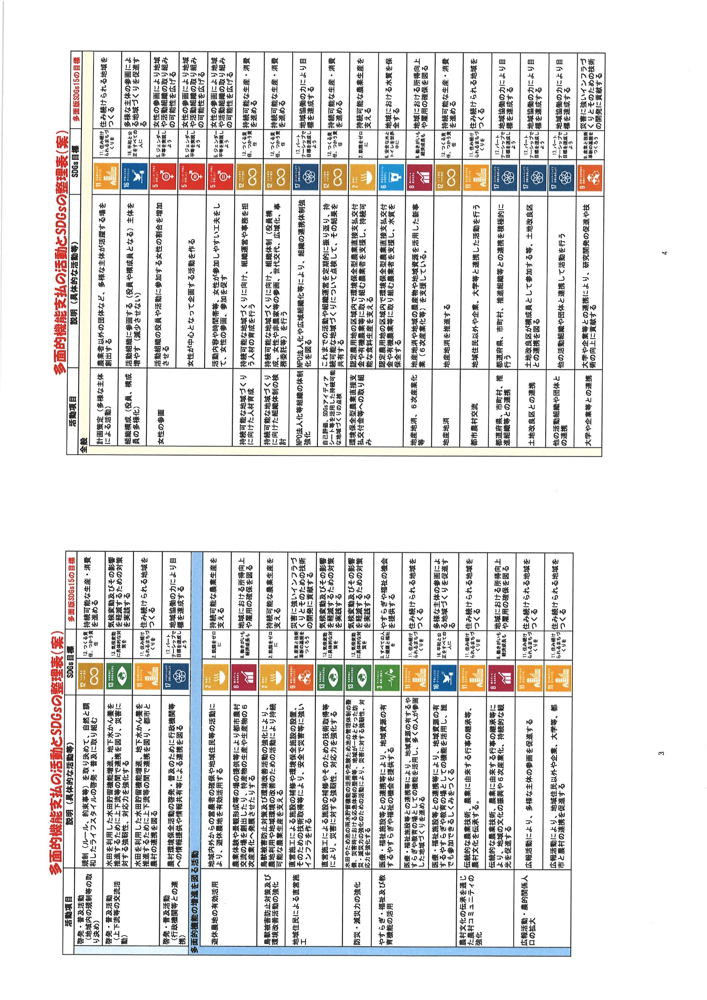 多面的機能支払の活動とSDGsの整理表(案)
活動項目
説明(具体的な活動等)
SDGs目標
多面版SDGs15の目標
啓発・普及活動
(地域内の規制等の取
り決め)
規制(ルール、約束事等)を取り決めて、自然と調
和したライフスタイルの啓発・普及に取り組む
12
12.つくる責
任、つかう責
任
持続可能な生産・消費
を進める
啓発・普及活動
(上下流等の交流活
動)
水田を利用した水田貯留機能増進、地下水かん養を
推進するために上下流等の間で連携を図り、災害に
対する強靭性、対応力を強化する
13
13.気候変動
に具体的な対
策を
気候変動及びその影響
を軽減するための対策
を実践する
水田を利用した水田貯留機能増進、地下水かん養を
推進するために上下流等の間で連携を図り、都市と
農村の連携を図る
11
11.住み続け
られるまちづ
くりを
住み続けられる地域を
つくる
啓発・普及活動
(行政機関等との連
携)
農村環境保全活動の啓発・普及のために行政機関等
への情報提供や情報共有等による連携を図る
17
17.パート
ナーシップで
目標を達成し
よう
地域協働の力により目
標を達成する
多面的機能の増進を図る活動
遊休農地の有効活用
地域内外からの営農者の確保や地域住民等の活動に
より、遊休農地を有効活用する
2
2.飢餓をゼロ
に
持続可能な農業生産を
支える
農業体験や景観形成等の場の提供等により都市農村
交流の場を創出したり、特産物の生産や生産物の6
次産業化へ発展させたりする
8
8.働きがいも
経済成長も
地域における所得向上
や雇用の確保を図る
鳥獣被害防止対策及び
環境改善活動の強化
鳥獣被害防止対策及び環境改善活動の強化により、
農地利用や地域環境の改善のための活動により持続
可能な農業生産を支える
2
2.飢餓をゼロ
に
持続可能な農業生産を
支える
地域住民による直営施
工
直営施工による施設の補修や環境保全施設の設置、
そのための技術取得等により、安全で災害等に強い
インフラを作る
9
9.産業と技術
革新の基盤を
つくろう
災害に強いインフラづ
くりとそのための技術
の開発に貢献する
直営施工による施設の補修やそのための技術取得等
により、災害に対する強靭性、対応力を強化する
13
13.気候変動
に具体的な対
策を
気候変動及びその影響
を軽減するための対策
を実践する
防災・減災力の強化
水田やため池の雨水貯留機能の活用や危険ため池の管理体制の整
備、災害時における応急体制の整備等、地域が一体となった防
災・減災力の強化のための活動により、災害に対する強靭性、対
応力を強化する
13
13.気候変動
に具体的な対
策を
気候変動及びその影響
を軽減するための対策
を実践する
やすらぎ・福祉及び教
育機能の活用
医療・福祉施設等との連携等により、地域資源の有
するやすらぎや福祉の機会を提供する
3
3.すべての人
に健康と福祉
を
やすらぎや福祉の機会
を提供する
医療・福祉施設等との連携等により、地域資源の有するや
すらぎや教育の場としての機能を活用し、多くの人が参画
した地域づくりを進める
11
11.住み続け
られるまちづ
くりを
住み続けられる地域を
つくる
医療・福祉施設等との連携等により、地域資源の有
するやすらぎや教育の場としての機能を活用し、誰
でも参加できるしくみをつくる
16
16.平和と公
正をすべての
人に
多様な主体の参画によ
る地域づくりを促進す
る
農村文化の伝承を通じ
た農村コミュニティの
強化
伝統的な農業技術、農業に由来する行事の継承等、
農村文化を伝承する。
11
11.住み続け
られるまちづ
くりを
住み続けられる地域を
つくる
伝統的な農業技術、農業に由来する行事の継承等に
より、地域の文化の振興や6次産業化、持続的な観
光を促進する
8
8.働きがいも
経済成長も
地域における所得向上
や雇用の確保を図る
広報活動・農的関係人
口の拡大
広報活動により、多様な主体の参画を促進する
11
11.住み続け
られるまちづ
くりを
住み続けられる地域を
つくる
広報活動により、地域住民以外や企業、大学等、都
市と農村の連携を促進する
11
11.住み続け
られるまちづ
くりを
住み続けられる地域を
つくる
3
多面的機能支払の活動とSDGsの整理表(案)
活動項目
説明(具体的な活動等)
SDGs目標
多面版SDGs15の目標
全般
計画策定(多様な主体
による活動)
農業者以外の団体など、多様な主体が活躍する場を
創出する
11
11.住み続け
られるまちづ
くりを
住み続けられる地域を
つくる
組織構成(役員、構成
員の多様化)
活動組織に参画する(役員や構成員となる)主体を
増やす(減少させない)
16
16.平和と公
正をすべての
人に
多様な主体の参画によ
る地域づくりを促進す
る
女性の参画
活動組織の役員や活動に参加する女性の割合を増加
させる
5
5.ジェンダー
平等を実現し
よう
女性の参画により地域
や活動組織の取り組み
の可能性を広げる
女性が中心となって企画する活動を作る
5
5.ジェンダー
平等を実現し
よう
女性の参画により地域
や活動組織の取り組み
の可能性を広げる
活動内容や時間帯等、女性が参加しやすい工夫をし
て、女性の参画、参加を促す
5
5.ジェンダー
平等を実現し
よう
女性の参画により地域
や活動組織の取り組み
の可能性を広げる
持続可能な地域づくり
に向けた人材育成
持続可能な地域づくりに向け、組織運営や事務を担
う人材の育成を行う
12
12.つくる責
任、つかう責
任
持続可能な生産・消費
を進める
持続可能な地域づくり
に向けた組織体制の検
討
持続可能な地域づくりに向け、組織体制(役員構
成、女性や非農家等の参画、世代交代、広域化、事
務委託等)を行う
12
12.つくる責
任、つかう責
任
持続可能な生産・消費
を進める
NPO法人化等組織の体制
強化
NPO法人化や広域組織化等により、組織の連携体制強
化を図る
17
17.パート
ナーシップで
目標を達成し
よう
地域協働の力により目
標を達成する
自己評価、SDGsアイディア
シート等を活用した持続可能
な地域づくりの点検
これまでの活動や組織運営を定期的に振り返り、持
続可能な地域づくりについて点検して、その結果を
共有する
12
12.つくる責
任、つかう責
任
持続可能な生産・消費
を進める
環境保全型農業直接支
払交付金等への取り組
み
認定農用地の区域内で環境保全型農業直接支払交付
金や有機農業等に取り組む農業者を支援し、持続可
能な食料生産を支える
2
2.飢餓をゼロ
に
持続可能な農業生産を
支える
認定農用地の区域内で環境保全型農業直接支払交付
金や有機農業等に取り組む農業者を支援し、水質を
保全する
6
6.安全な水と
トイレを世界
中に
地域における水質を保
全する
地産地消、6次産業化
等
地産地消や地域の農産物や地域資源を活用した新事
業(6次産業化等)を支援している。
8
8.働きがいも
経済成長も
地域における所得向上
や雇用の確保を図る
地産地消
地産地消を推進する
12
12.つくる責
任、つかう責
任
持続可能な生産・消費
を進める
都市農村交流
地域住民以外や企業、大学等と連携した活動を行う
11
11.住み続け
られるまちづ
くりを
住み続けられる地域を
つくる
都道府県、市町村、推
進組織等との連携
都道府県、市町村、推進組織等との連携を積極的に
行う
17
17.パート
ナーシップで
目標を達成し
よう
地域協働の力により目
標を達成する
土地改良区との連携
土地改良区が構成員として参加する等、土地改良区
との連携を図る
17
17.パート
ナーシップで
目標を達成し
よう
地域協働の力により目
標を達成する
他の活動組織や団体と
の連携
他の活動組織や団体と連携して活動を行う
17
17.パート
ナーシップで
目標を達成し
よう
地域協働の力により目
標を達成する
大学や企業等との連携
大学や企業等との連携により、研究開発の促進や技
術の向上に貢献する
9
9.産業と技術
革新の基盤を
つくろう
災害に強いインフラづ
くりとそのための技術
の開発に貢献する
4